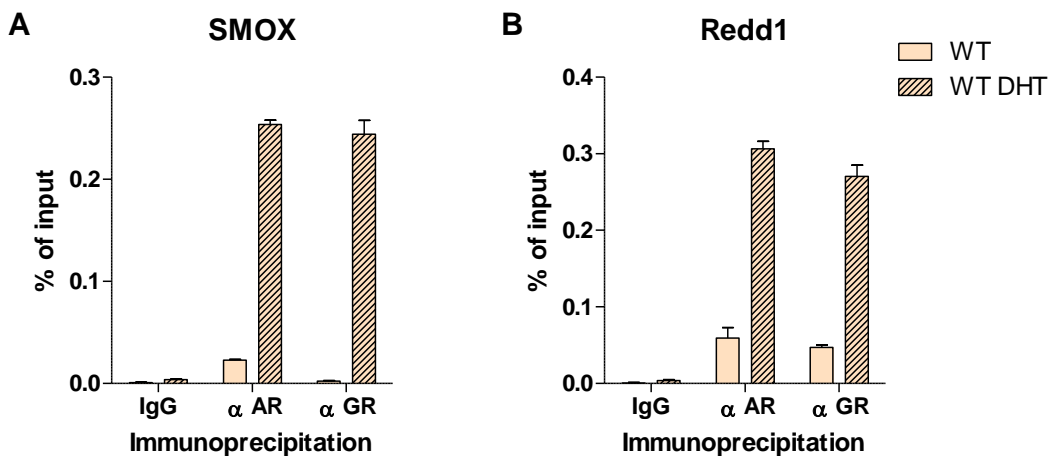 A
SMOX
% of input
0.3
0.2
0.1
0.0
IgG
α AR
α GR
Immunoprecipitation
B
Redd1
% of input
0.4
0.3
0.2
0.1
0.0
IgG
α AR
α GR
Immunoprecipitation
WT
WT DHT